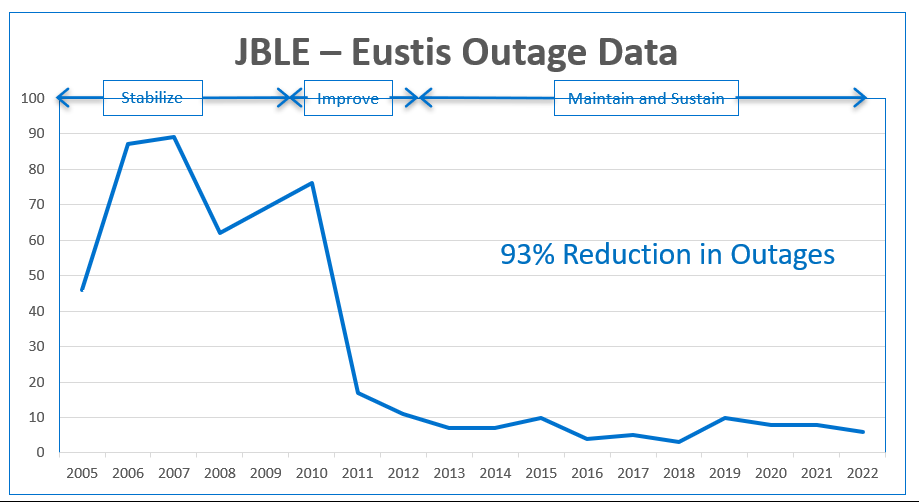 JBLE – Eustis Outage Data
Stabilize
Improve
Maintain and Sustain
100
90
80
70
60
50
40
30
20
10
0
93% Reduction in Outages
2005 2006 2007 2008 2009 2010 2011 2012 2013 2014 2015 2016 2017 2018 2019 2020 2021 2022